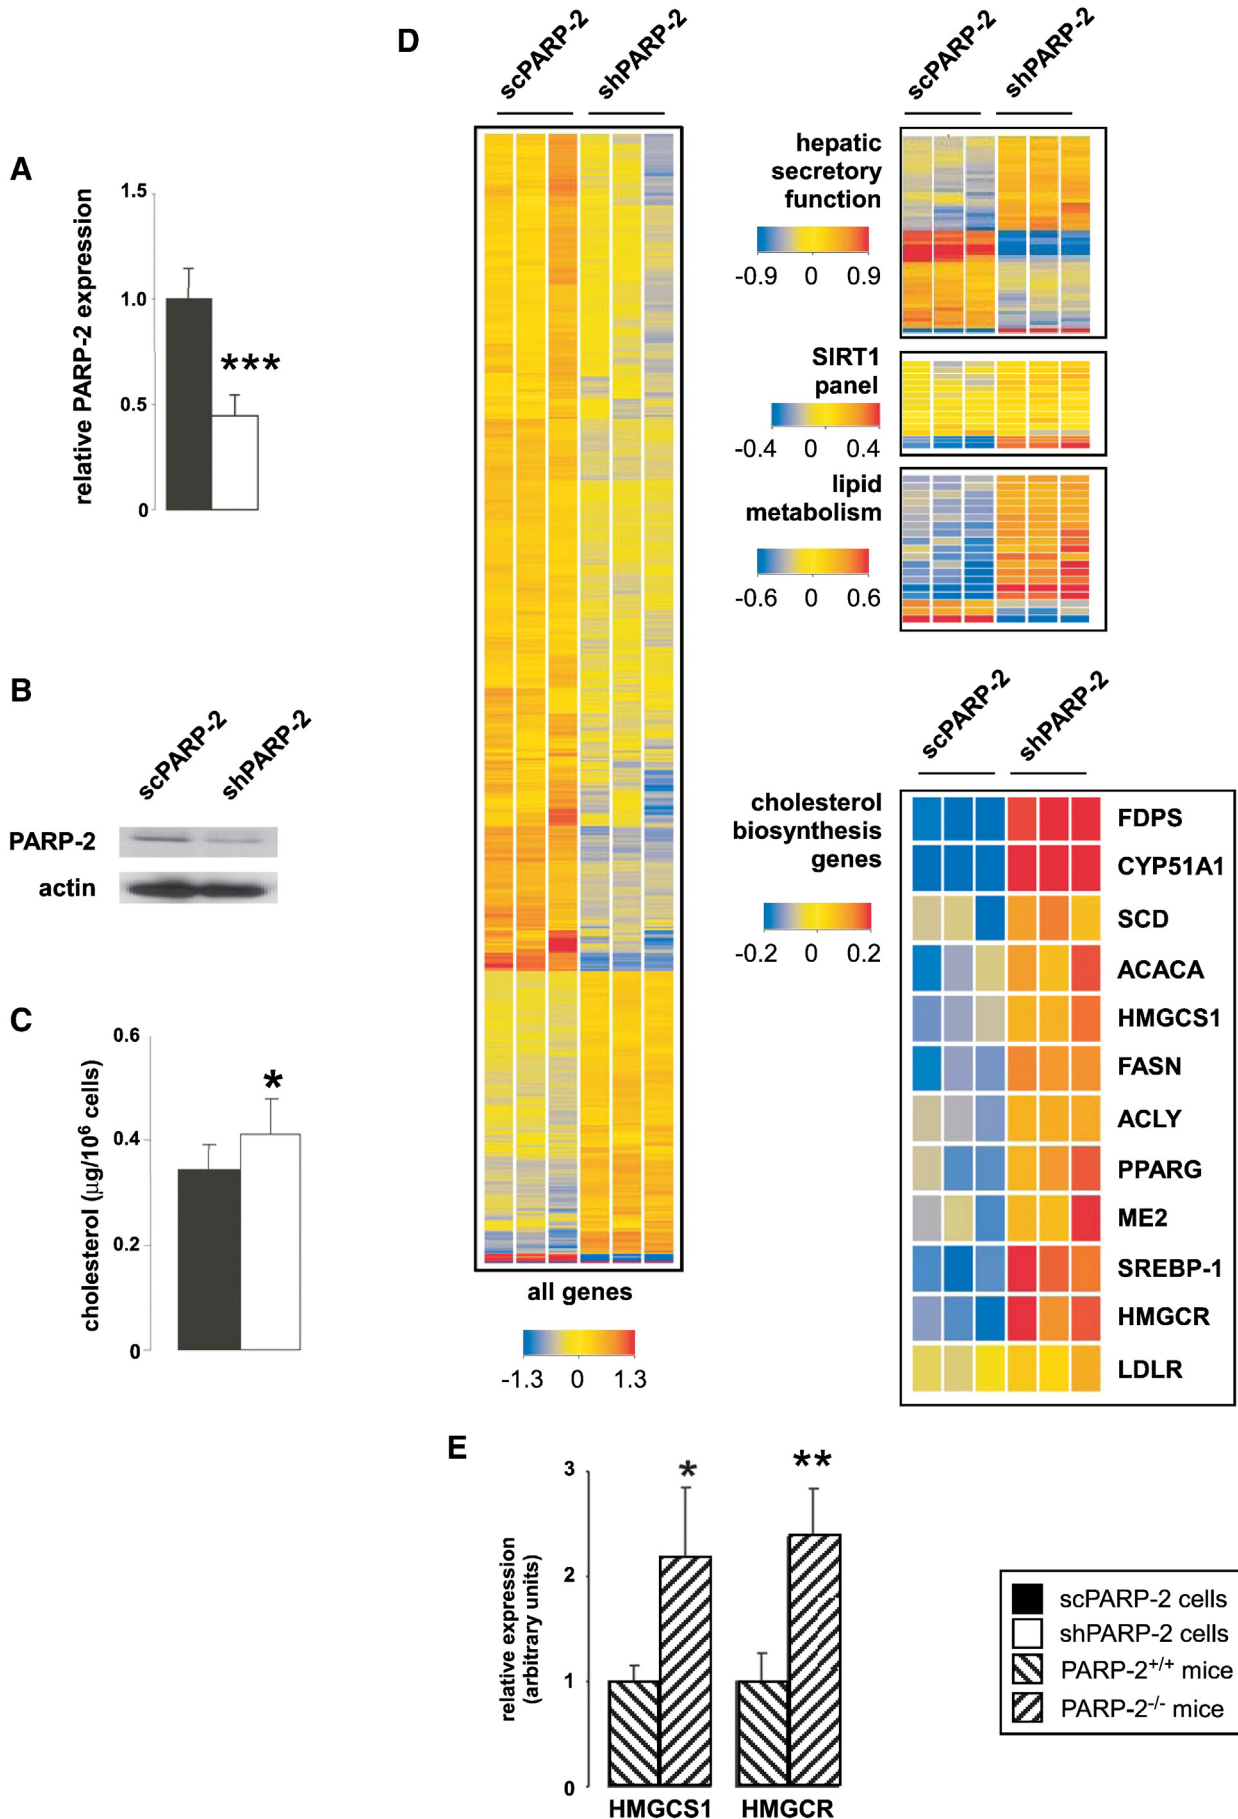 A
relative PARP-2 expression
1.5
1.0
0.5
0
***
B
scPARP-2
shPARP-2
PARP-2
actin
C
cholesterol (µg/10⁶ cells)
0.6
0.4
0.2
0
*
D
scPARP-2
shPARP-2
all genes
-1.3 0 1.3
scPARP-2
shPARP-2
hepatic
secretory
function
-0.9 0 0.9
SIRT1
panel
-0.4 0 0.4
lipid
metabolism
-0.6 0 0.6
scPARP-2
shPARP-2
cholesterol
biosynthesis
genes
-0.2 0 0.2
FDPS
CYP51A1
SCD
ACACA
HMGCS1
FASN
ACLY
PPARG
ME2
SREBP-1
HMGCR
LDLR
E
relative expression
(arbitrary units)
3
2
1
0
*
**
HMGCS1 HMGCR
scPARP-2 cells
shPARP-2 cells
PARP-2⁺/⁺ mice
PARP-2⁻/⁻ mice